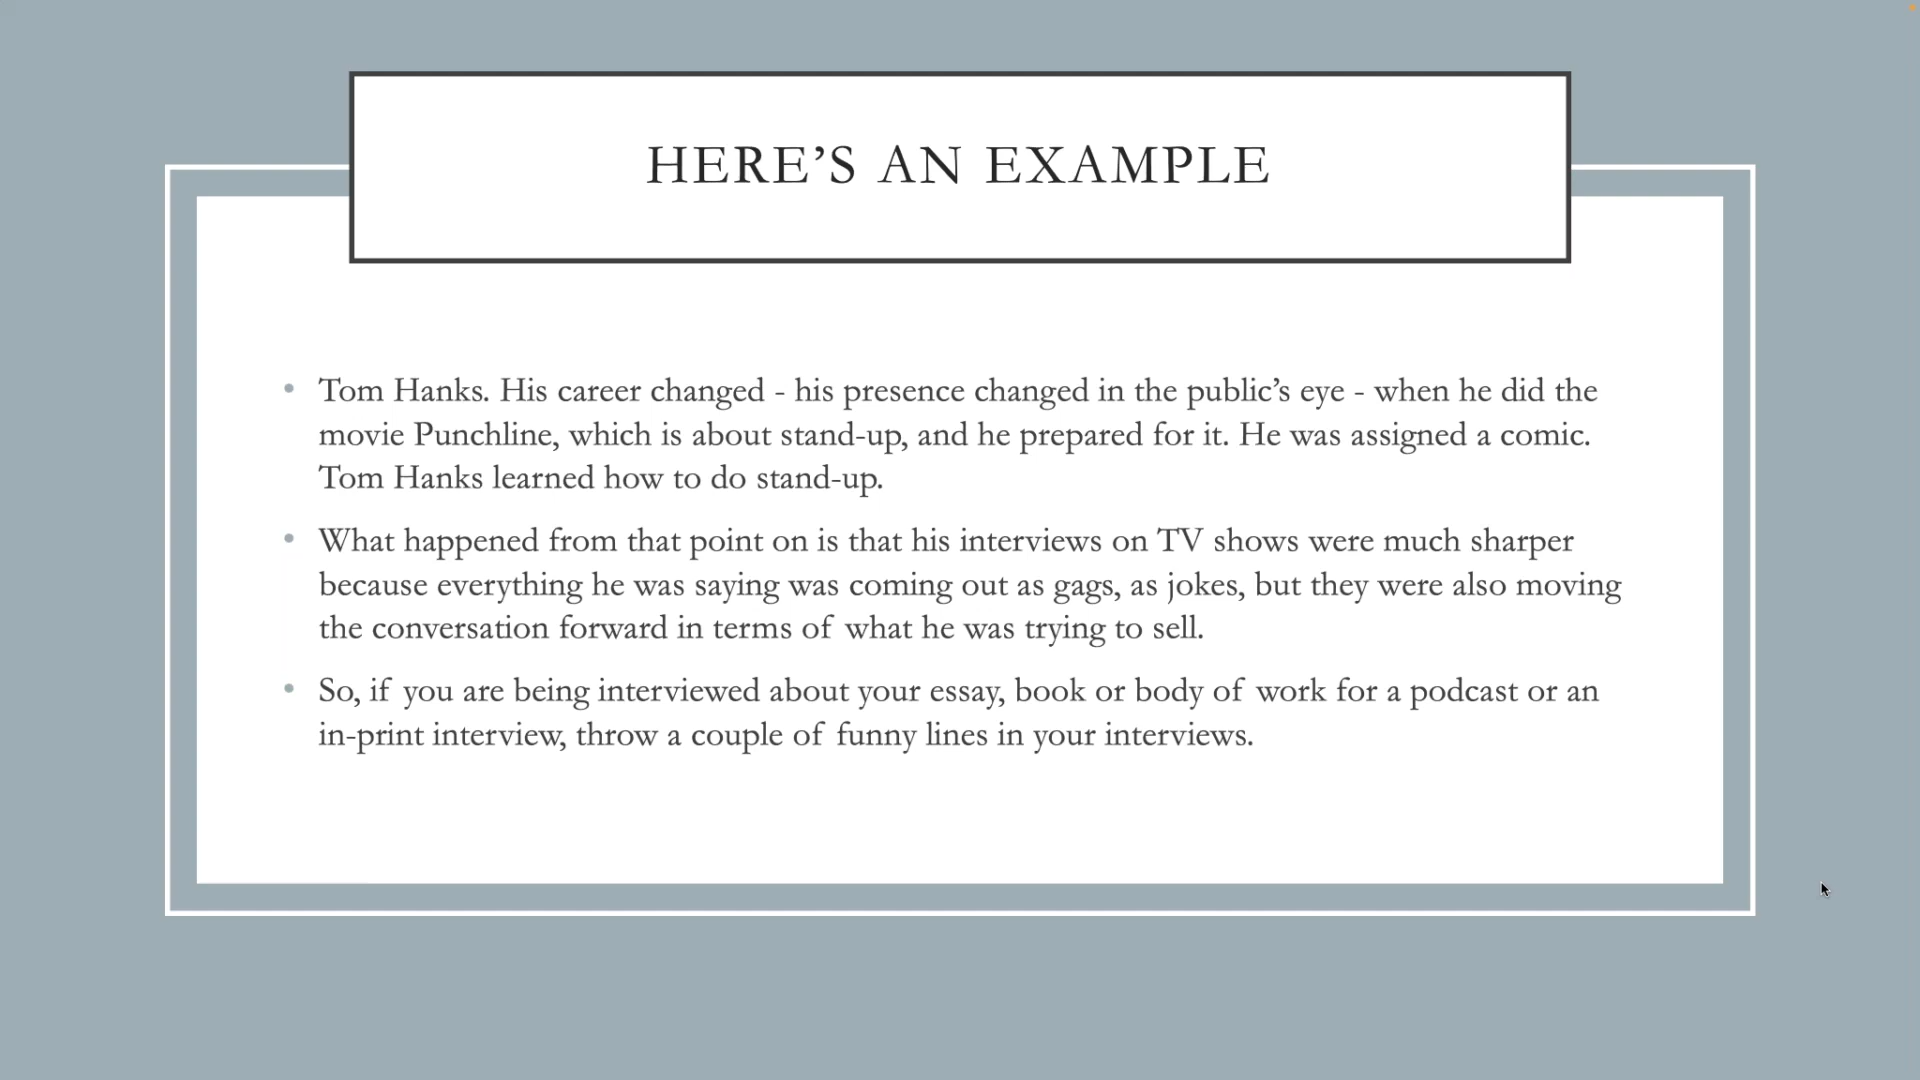 HERE’S AN EXAMPLE
• Tom Hanks. His career changed - his presence changed in the public’s eye - when he did the
movie Punchline, which is about stand-up, and he prepared for it. He was assigned a comic.
Tom Hanks learned how to do stand-up.
• What happened from that point on is that his interviews on TV shows were much sharper
because everything he was saying was coming out as gags, as jokes, but they were also moving
the conversation forward in terms of what he was trying to sell.
• So, if you are being interviewed about your essay, book or body of work for a podcast or an
in-print interview, throw a couple of funny lines in your interviews.